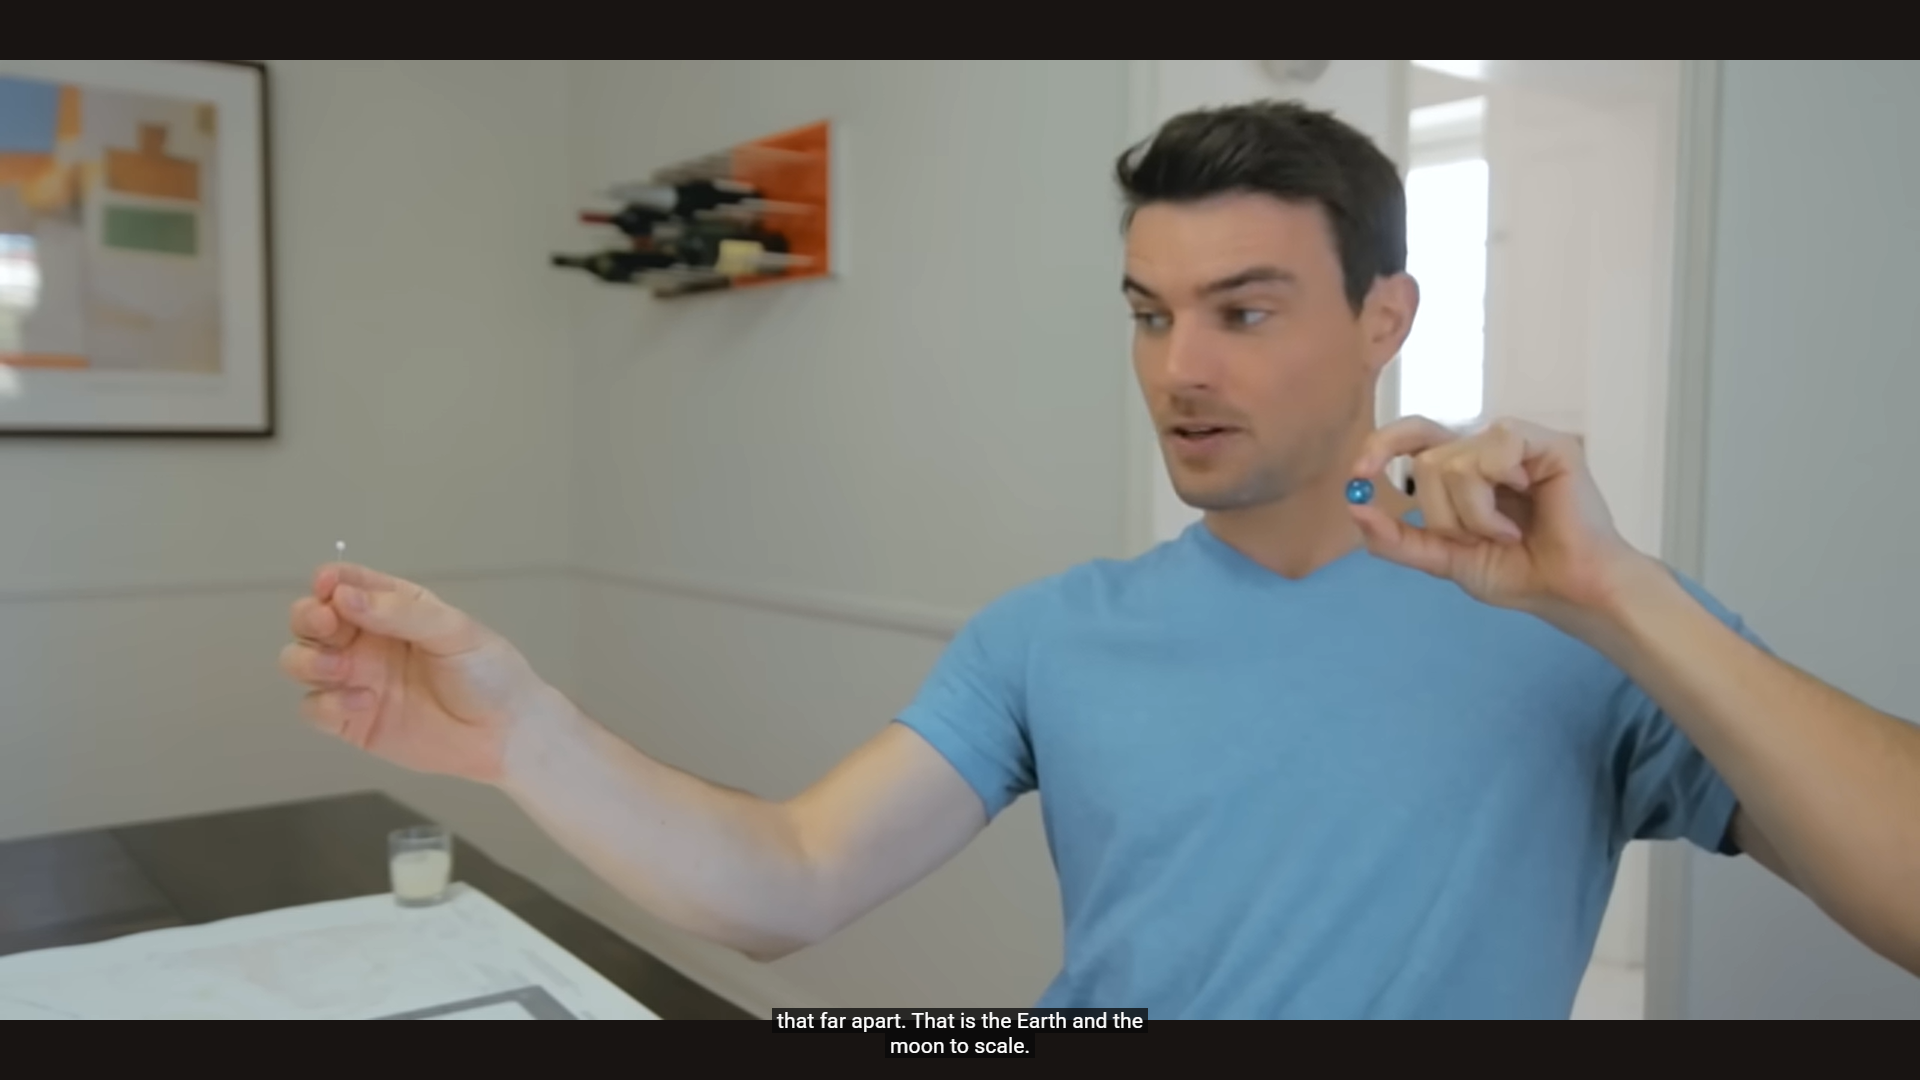 that far apart. That is the Earth and the
moon to scale.